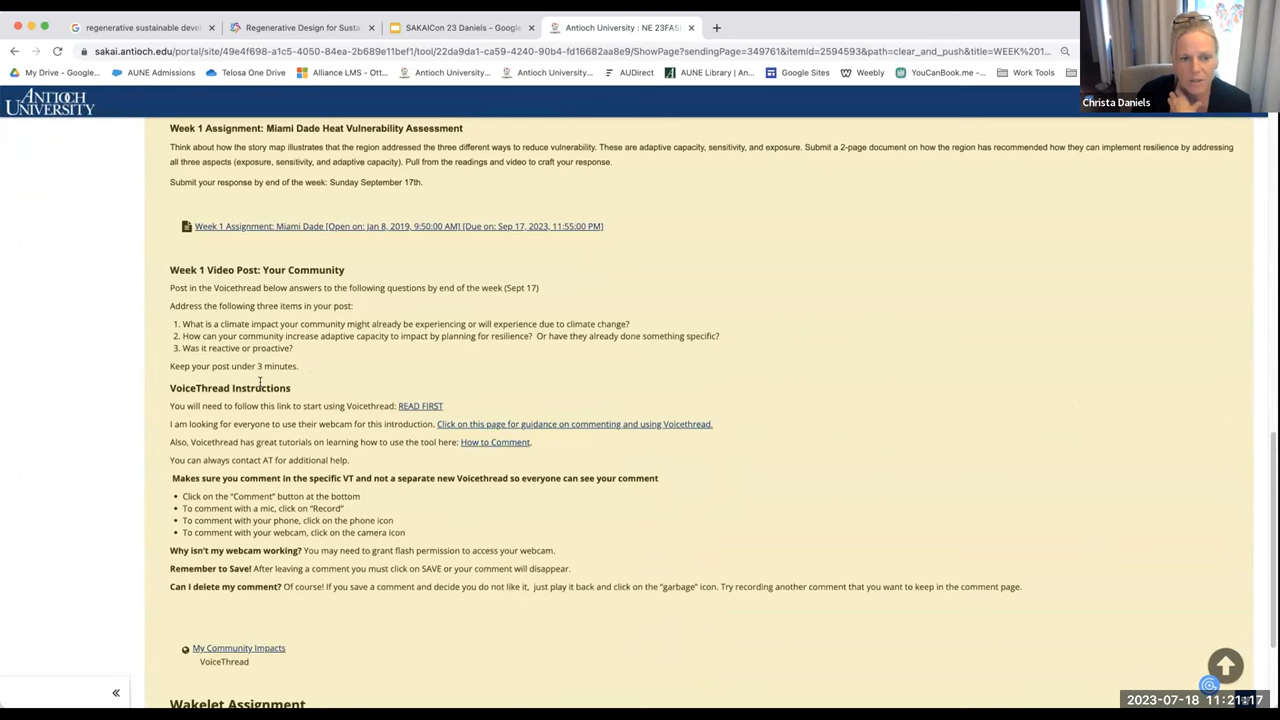 regenerative sustainable devel
Regenerative Design for Susta
SAKAICon 23 Daniels - Google
Antioch University : NE 23FAS
sakai.antioch.edu/portal/site/49e4f698-a1c5-4050-84ea-2b689e11bef1/tool/22da9da1-ca59-4240-90b4-fd16682aa8e9/ShowPage?sendingPage=349761&itemId=2594593&path=clear_and_push&title=WEEK%201...
My Drive - Google...
AUNE Admissions
Telosa One Drive
Alliance LMS - Ott...
Antioch University...
Antioch University...
AUDirect
AUNE Library | An...
Google Sites
Weebly
YouCanBook.me -...
Work Tools
Christa Daniels
ANTIOCH
UNIVERSITY
Week 1 Assignment: Miami Dade Heat Vulnerability Assessment
Think about how the story map illustrates that the region addressed the three different ways to reduce vulnerability. These are adaptive capacity, sensitivity, and exposure. Submit a 2-page document on how the region has recommended how they can implement resilience by addressing
all three aspects (exposure, sensitivity, and adaptive capacity). Pull from the readings and video to craft your response.
Submit your response by end of the week: Sunday September 17th.
Week 1 Assignment: Miami Dade [Open on: Jan 8, 2019, 9:50:00 AM] [Due on: Sep 17, 2023, 11:55:00 PM]
Week 1 Video Post: Your Community
Post in the Voicethread below answers to the following questions by end of the week (Sept 17)
Address the following three items in your post:
1. What is a climate impact your community might already be experiencing or will experience due to climate change?
2. How can your community increase adaptive capacity to impact by planning for resilience? Or have they already done something specific?
3. Was it reactive or proactive?
Keep your post under 3 minutes.
VoiceThread Instructions
You will need to follow this link to start using Voicethread: READ FIRST
I am looking for everyone to use their webcam for this introduction. Click on this page for guidance on commenting and using Voicethread.
Also, Voicethread has great tutorials on learning how to use the tool here: How to Comment.
You can always contact AT for additional help.
Makes sure you comment in the specific VT and not a separate new Voicethread so everyone can see your comment
• Click on the "Comment" button at the bottom
• To comment with a mic, click on "Record"
• To comment with your phone, click on the phone icon
• To comment with your webcam, click on the camera icon
Why isn't my webcam working? You may need to grant flash permission to access your webcam.
Remember to Save! After leaving a comment you must click on SAVE or your comment will disappear.
Can I delete my comment? Of course! If you save a comment and decide you do not like it, just play it back and click on the "garbage" icon. Try recording another comment that you want to keep in the comment page.
My Community Impacts
VoiceThread
Wakelet Assignment
2023-07-18 11:21:17